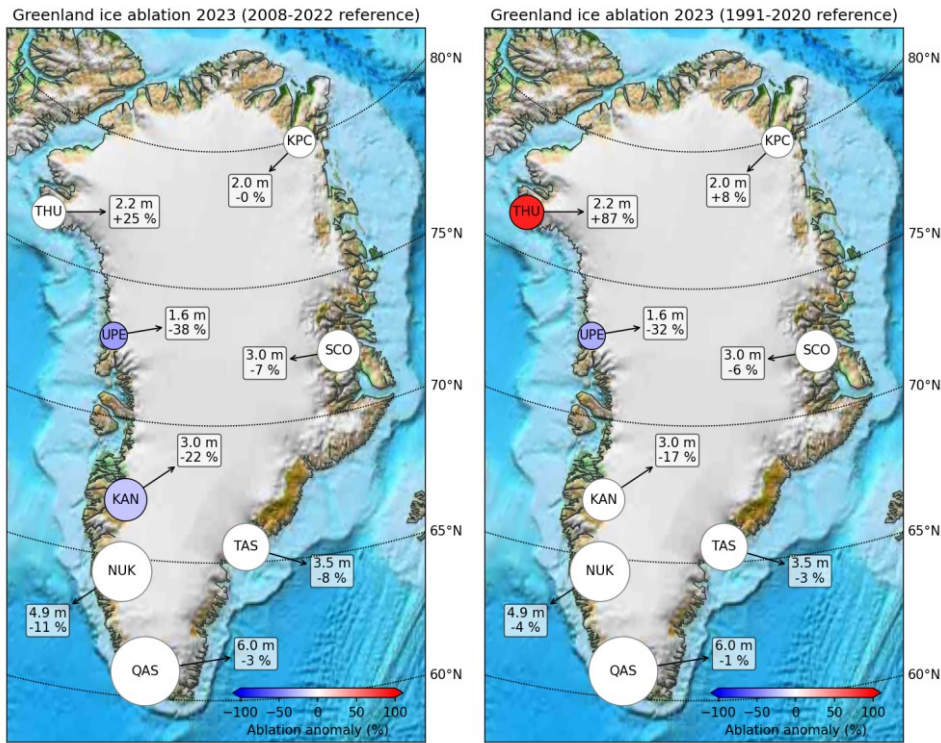 Greenland ice ablation 2023 (2008-2022 reference)
80°N
KPC
2.0 m
-0 %
THU
2.2 m
+25 %
75°N
UPE
1.6 m
-38 %
SCO
3.0 m
-7 %
70°N
3.0 m
-22 %
KAN
65°N
TAS
3.5 m
-8 %
NUK
4.9 m
-11 %
6.0 m
-3 %
QAS
60°N
−100 −50 0 50 100
Ablation anomaly (%)
Greenland ice ablation 2023 (1991-2020 reference)
80°N
KPC
2.0 m
+8 %
THU
2.2 m
+87 %
75°N
UPE
1.6 m
-32 %
SCO
3.0 m
-6 %
70°N
3.0 m
-17 %
KAN
65°N
TAS
3.5 m
-3 %
NUK
4.9 m
-4 %
6.0 m
-1 %
QAS
60°N
−100 −50 0 50 100
Ablation anomaly (%)